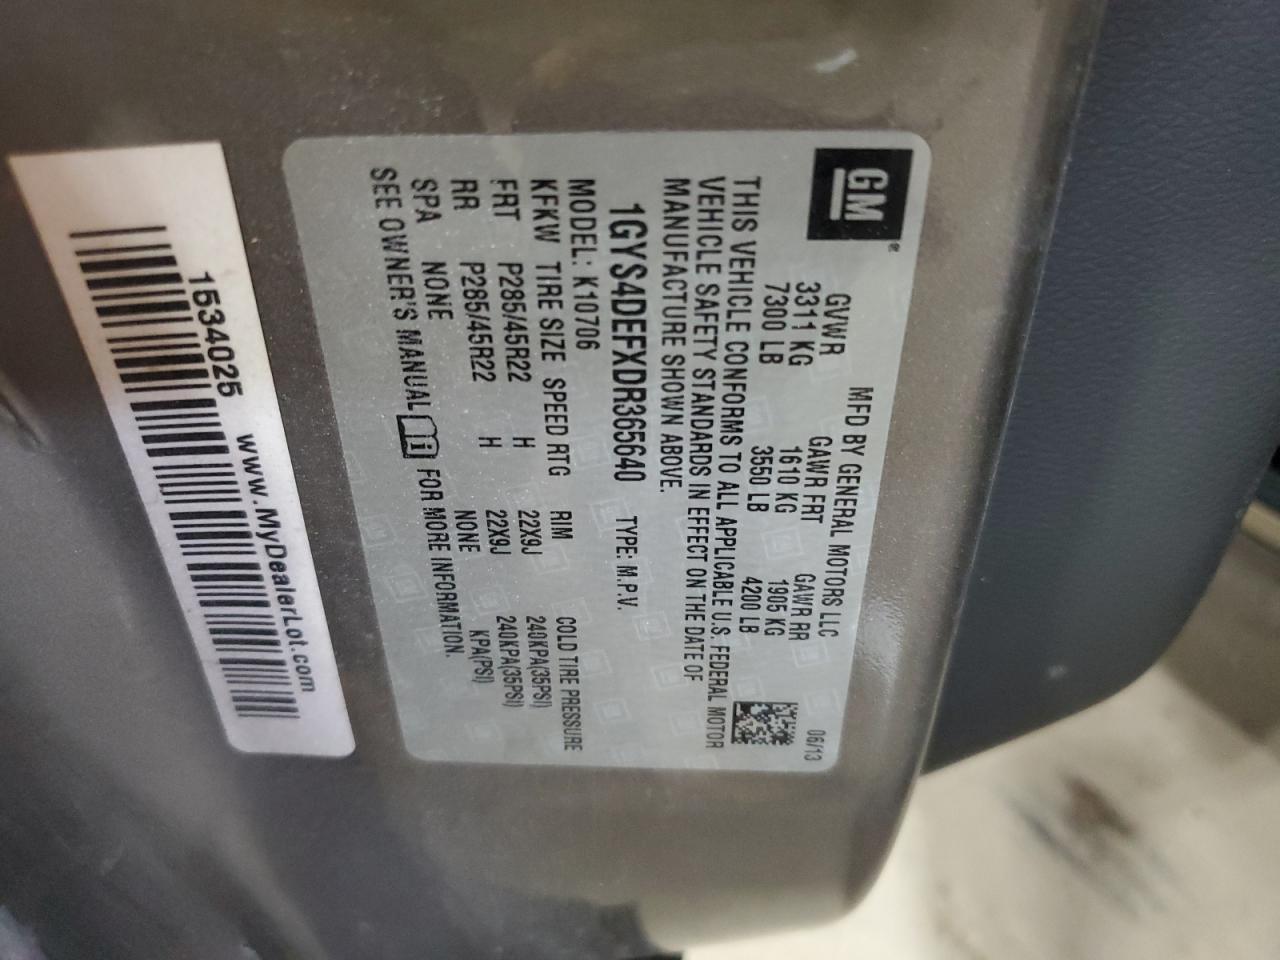 GM®
MFD BY GENERAL MOTORS LLC 06/13
GVWR GAWR FRT GAWR RR
3311 KG 1610 KG 1905 KG
7300 LB 3550 LB 4200 LB
THIS VEHICLE CONFORMS TO ALL APPLICABLE U.S. FEDERAL MOTOR
VEHICLE SAFETY STANDARDS IN EFFECT ON THE DATE OF
MANUFACTURE SHOWN ABOVE.
1GYS4DEFXDR365640 TYPE: M.P.V.
MODEL: K10706
KFKW TIRE SIZE SPEED RTG RIM COLD TIRE PRESSURE
FRT P285/45R22 H 22X9J 240KPA(35PSI)
RR P285/45R22 H 22X9J 240KPA(35PSI)
SPA NONE NONE KPA(PSI)
SEE OWNER'S MANUAL i FOR MORE INFORMATION.
1534025 www.MyDealerLot.com